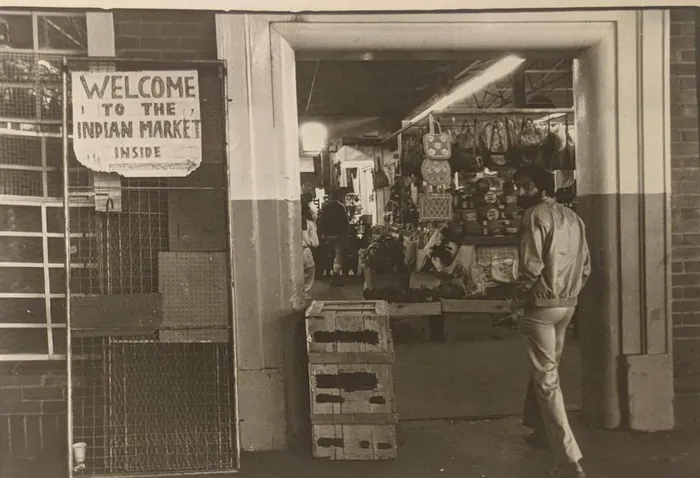 WELCOME
TO THE
INDIAN MARKET
INSIDE